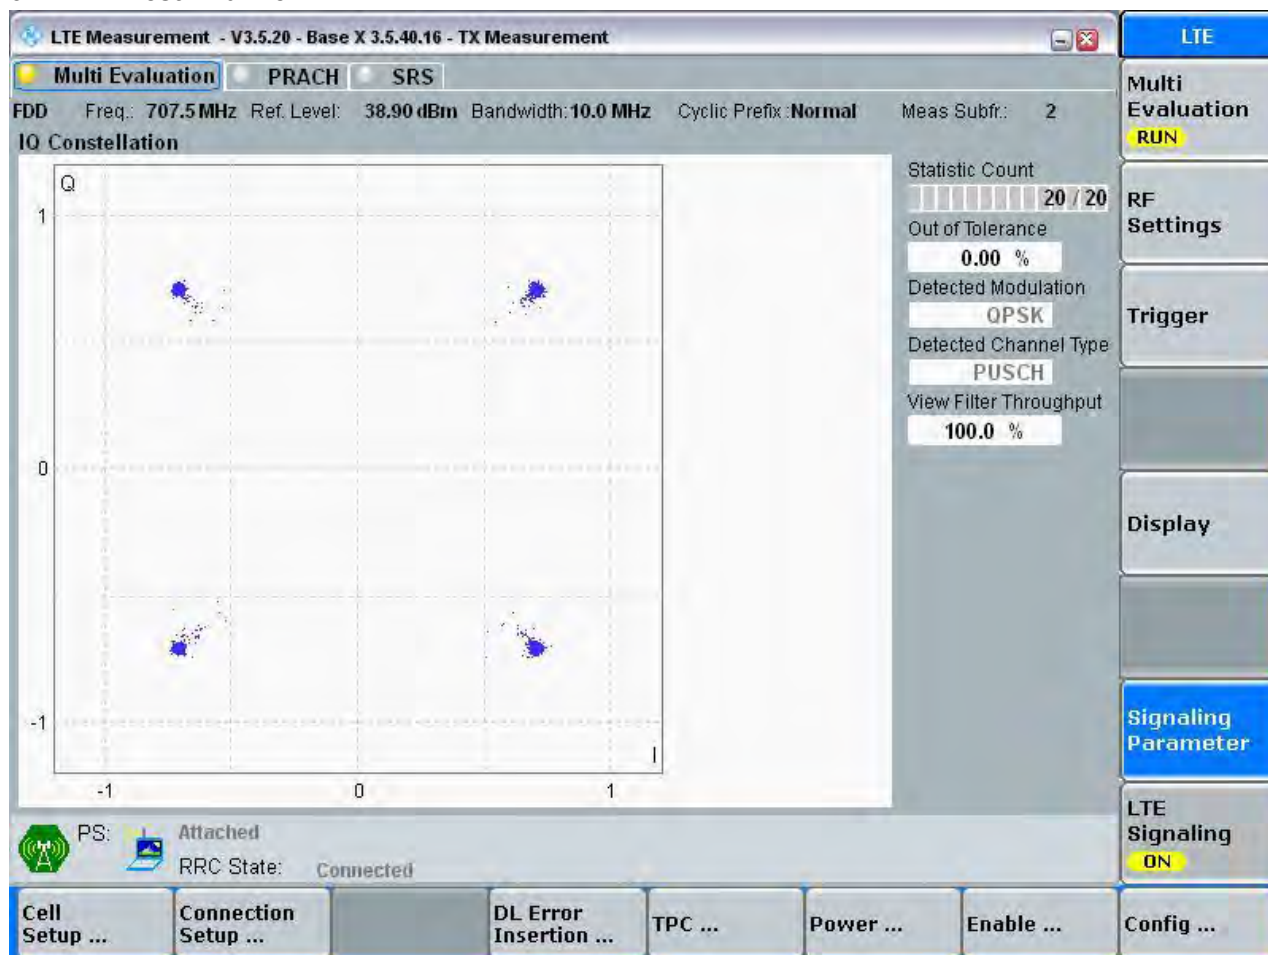 LTE Measurement - V3.5.20 - Base X 3.5.40.16 - TX Measurement
LTE
Multi Evaluation PRACH SRS
FDD Freq.: 707.5 MHz Ref. Level: 38.90 dBm Bandwidth: 10.0 MHz Cyclic Prefix : Normal Meas Subfr.: 2
IQ Constellation
Q
1
0
-1
I
-1 0 1
Statistic Count
20 / 20
Out of Tolerance
0.00 %
Detected Modulation
QPSK
Detected Channel Type
PUSCH
View Filter Throughput
100.0 %
Multi
Evaluation
RUN
RF
Settings
Trigger
Display
Signaling
Parameter
LTE
Signaling
ON
PS: Attached
RRC State: Connected
Cell
Setup ...
Connection
Setup ...
DL Error
Insertion ...
TPC ...
Power ...
Enable ...
Config ...